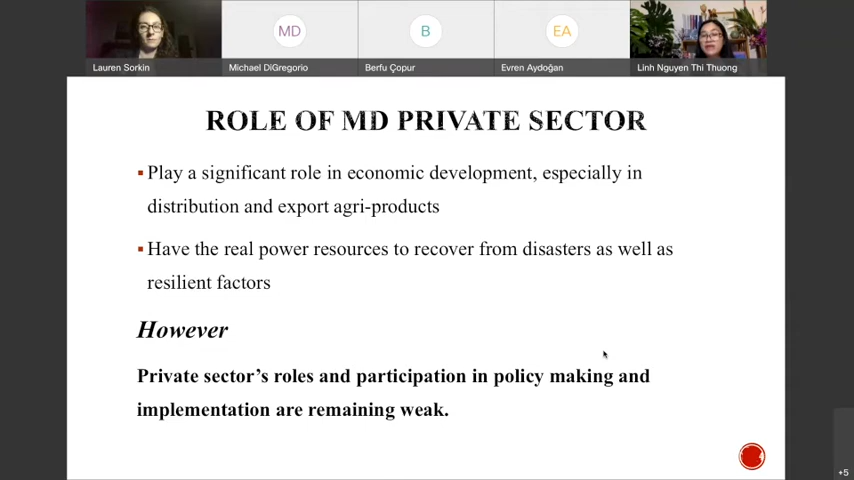 MD
B
EA
Lauren Sorkin
Michael DiGregorio
Berfu Çopur
Evren Aydoğan
Linh Nguyen Thi Thuong
ROLE OF MD PRIVATE SECTOR
Play a significant role in economic development, especially in
distribution and export agri-products
Have the real power resources to recover from disasters as well as
resilient factors
However
Private sector's roles and participation in policy making and
implementation are remaining weak.
+5